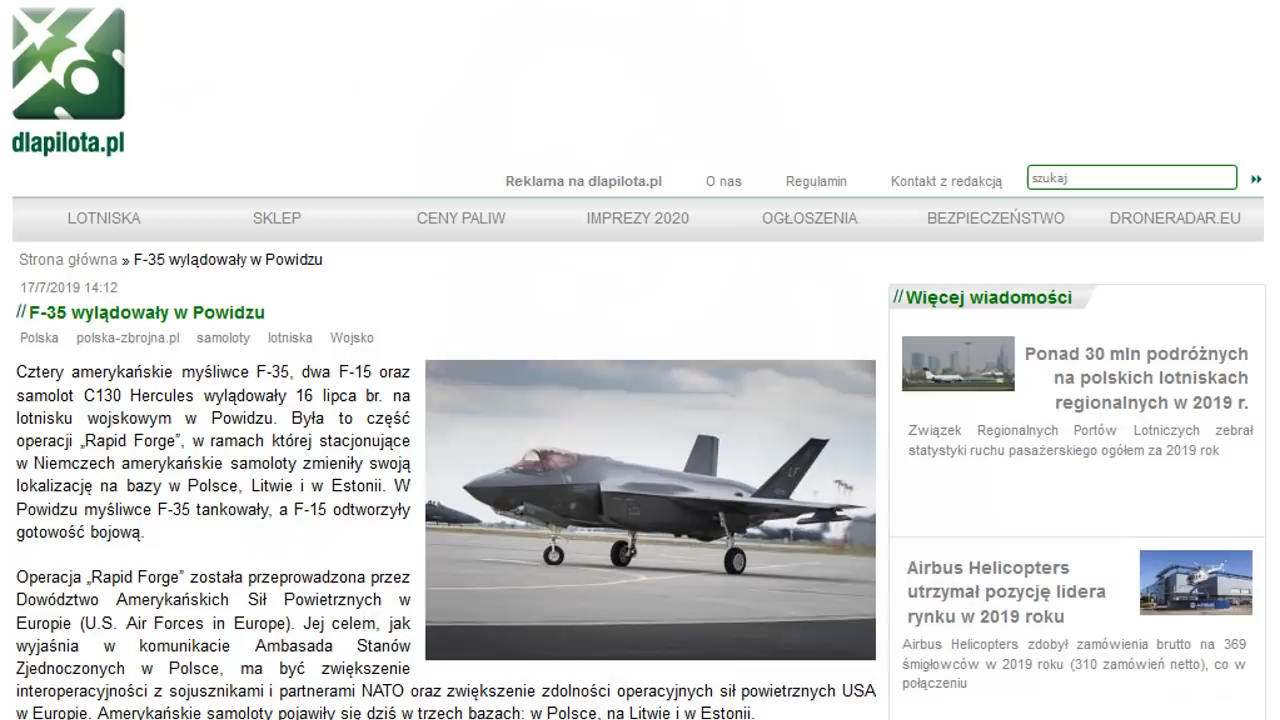 dlapilota.pl
Reklama na dlapilota.pl O nas Regulamin Kontakt z redakcją szukaj
LOTNISKA SKLEP CENY PALIW IMPREZY 2020 OGŁOSZENIA BEZPIECZEŃSTWO DRONERADAR.EU
Strona główna » F-35 wylądowały w Powidzu
17/7/2019 14:12
// F-35 wylądowały w Powidzu
Polska polska-zbrojna.pl samoloty lotniska Wojsko
Cztery amerykańskie myśliwce F-35, dwa F-15 oraz
samolot C130 Hercules wylądowały 16 lipca br. na
lotnisku wojskowym w Powidzu. Była to część
operacji „Rapid Forge”, w ramach której stacjonujące
w Niemczech amerykańskie samoloty zmieniły swoją
lokalizację na bazy w Polsce, Litwie i w Estonii. W
Powidzu myśliwce F-35 tankowały, a F-15 odtworzyły
gotowość bojową.
Operacja „Rapid Forge” została przeprowadzona przez
Dowództwo Amerykańskich Sił Powietrznych w
Europie (U.S. Air Forces in Europe). Jej celem, jak
wyjaśnia w komunikacie Ambasada Stanów
Zjednoczonych w Polsce, ma być zwiększenie
interoperacyjności z sojusznikami i partnerami NATO oraz zwiększenie zdolności operacyjnych sił powietrznych USA
w Europie. Amerykańskie samoloty pojawiły się dziś w trzech bazach: w Polsce, na Litwie i w Estonii.
LF
// Więcej wiadomości
Ponad 30 mln podróżnych
na polskich lotniskach
regionalnych w 2019 r.
Związek Regionalnych Portów Lotniczych zebrał
statystyki ruchu pasażerskiego ogółem za 2019 rok
Airbus Helicopters
utrzymał pozycję lidera
rynku w 2019 roku
AIRBUS
Airbus Helicopters zdobył zamówienia brutto na 369
śmigłowców w 2019 roku (310 zamówień netto), co w
połączeniu